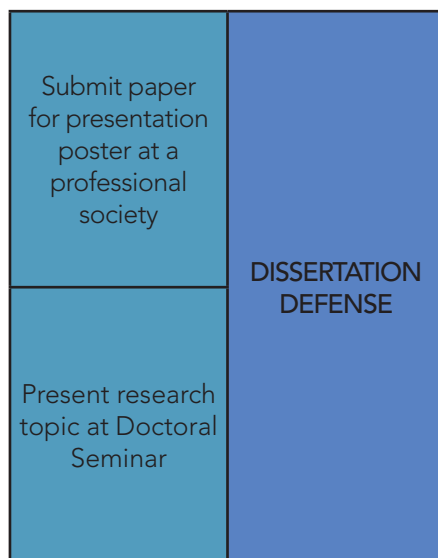 Submit paper
for presentation
poster at a
professional
society
Present research
topic at Doctoral
Seminar
DISSERTATION
DEFENSE